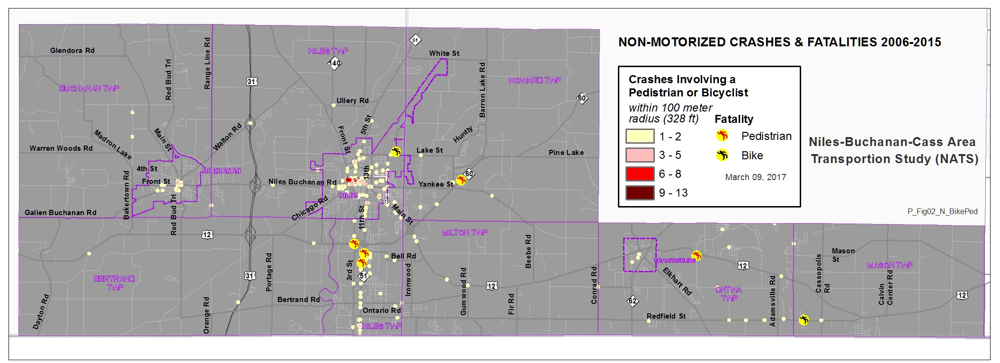 NON-MOTORIZED CRASHES & FATALITIES 2006-2015
Crashes Involving a
Pedestrian or Bicyclist
within 100 meter
radius (328 ft)
Fatality
1 - 2
Pedistrian
3 - 5
Bike
6 - 8
9 - 13
March 09, 2017
Niles-Buchanan-Cass Area
Transportion Study (NATS)
P_Fig02_N_BikePed
Glendora Rd
Red Bud Trl
Range Line Rd
NILES TWP
140
51
White St
HOWARD TWP
Barron Lake Rd
31
BUCHANAN TWP
60
Ullery Rd
5th St
Front St
Walton Rd
Huntly
Madron Lake
Main St
Warren Woods Rd
Lake St
Pine Lake
4th St
BUCHANAN
13th
60
Bakertown Rd
Front St
Niles Buchanan Rd
Yankee St
NILES
Chicago Rd
Main St
Galien Buchanan Rd
Red Bud Trl
11th St
12
MILTON TWP
Beebe Rd
Bell Rd
EDWARDSBURG
12
Mason
St
MASON TWP
Cassopolis
Rd
BERTRAND
TWP
31
Portage Rd
3rd St
51
Ironwood
Gumwood Rd
12
Conrad Rd
Elkhart Rd
ONTWA
TWP
Adamsville Rd
Calvin
Center Rd
12
Dayton Rd
Orange Rd
Bertrand Rd
Ontario Rd
NILES TWP
Fir Rd
62
Redfield St